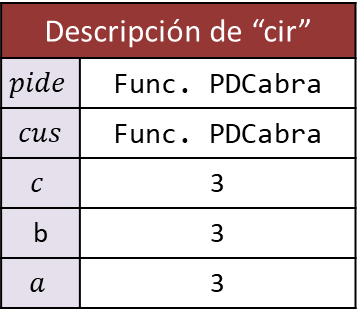 Descripción de “cir”
pide Func. PDCabra
cus Func. PDCabra
c 3
b 3
a 3